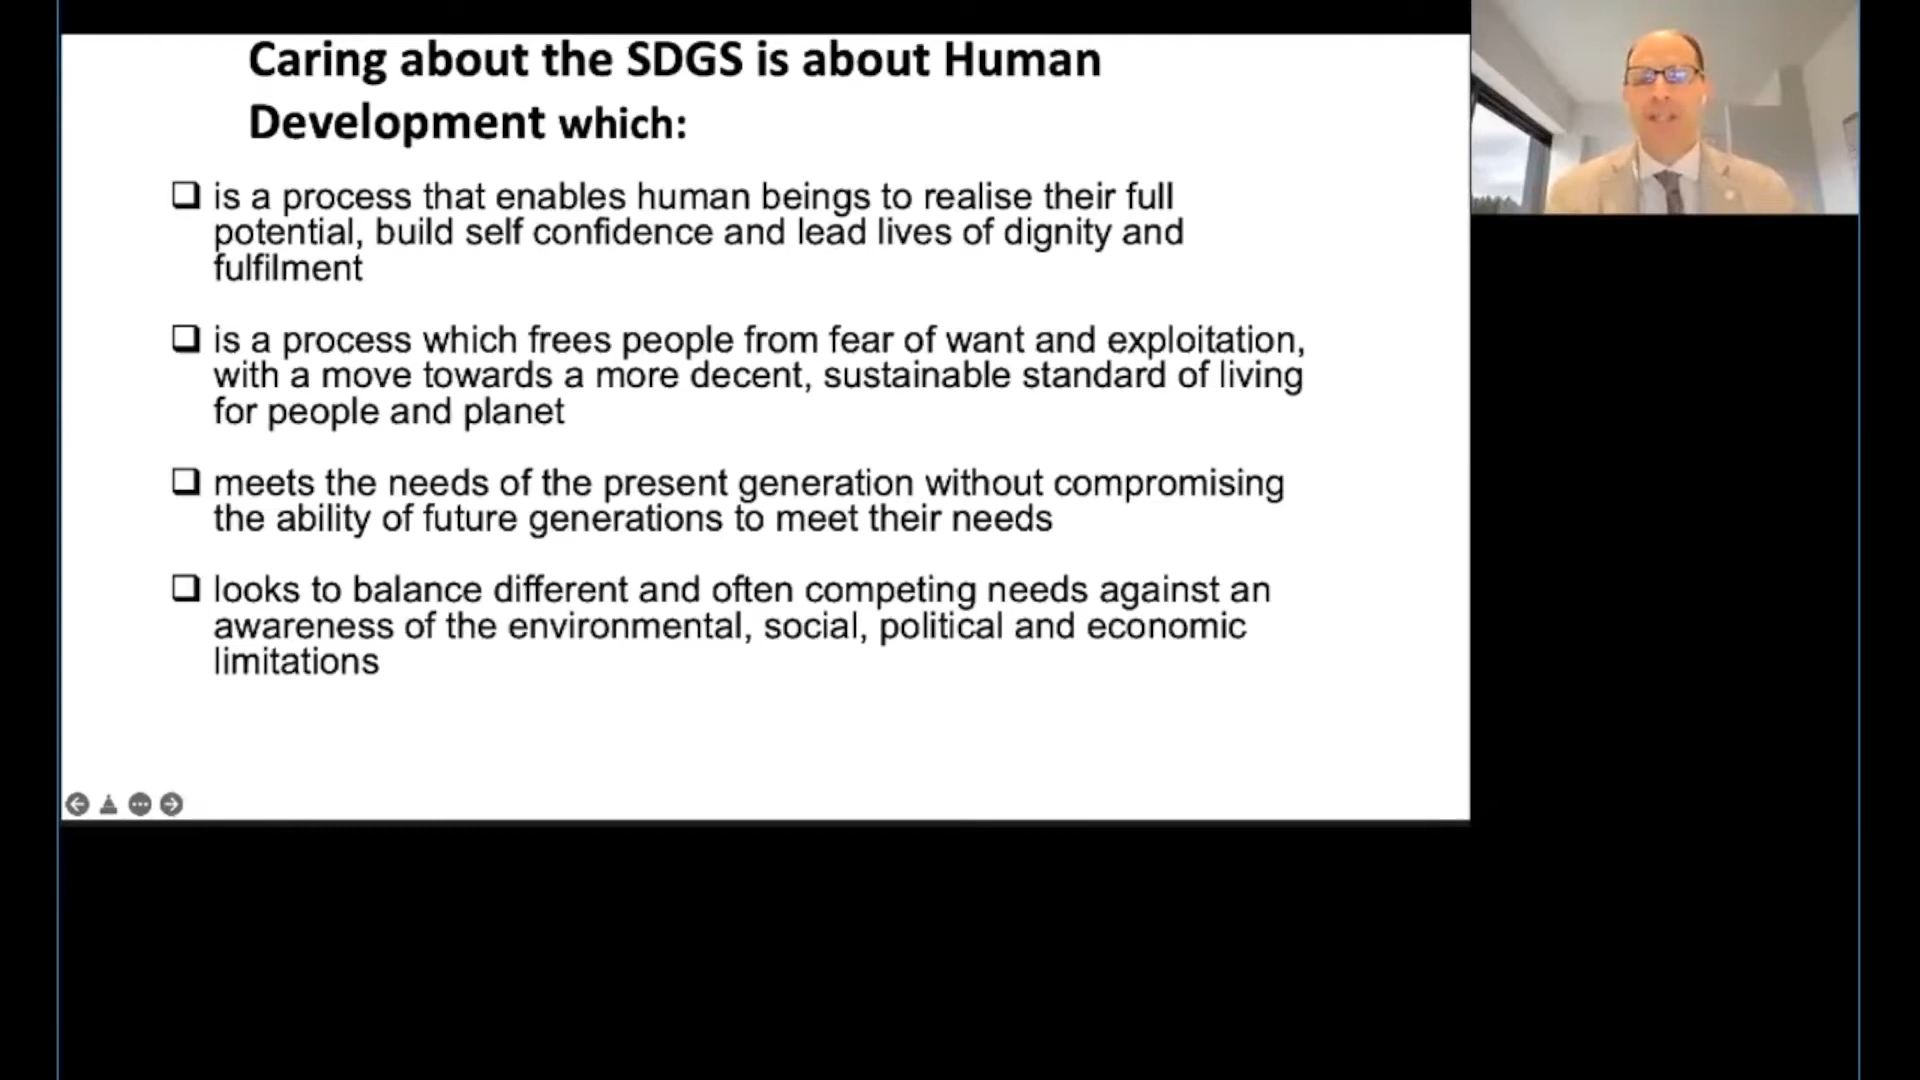 Caring about the SDGS is about Human
Development which:
is a process that enables human beings to realise their full
potential, build self confidence and lead lives of dignity and
fulfilment
is a process which frees people from fear of want and exploitation,
with a move towards a more decent, sustainable standard of living
for people and planet
meets the needs of the present generation without compromising
the ability of future generations to meet their needs
looks to balance different and often competing needs against an
awareness of the environmental, social, political and economic
limitations